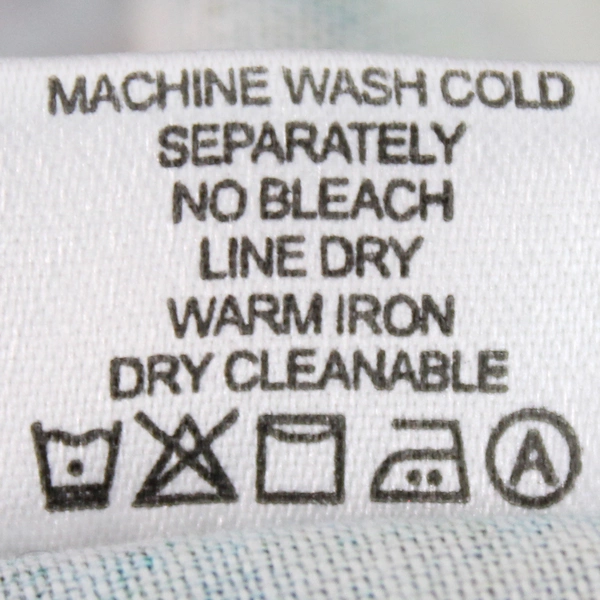 MACHINE WASH COLD
SEPARATELY
NO BLEACH
LINE DRY
WARM IRON
DRY CLEANABLE
A